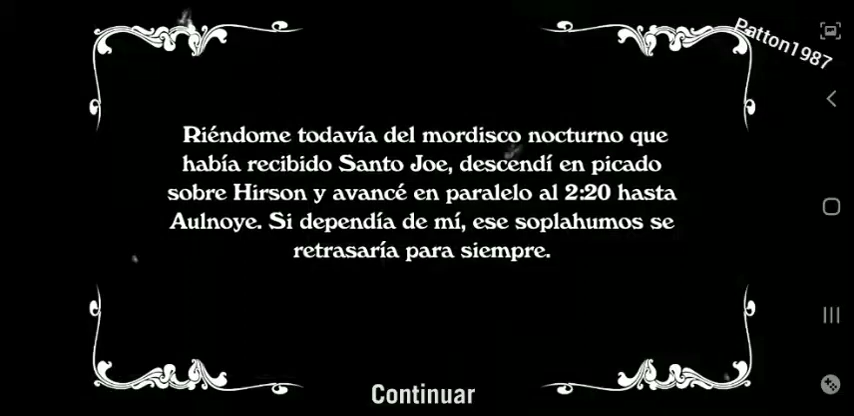 Patton1987
Riéndome todavía del mordisco nocturno que
había recibido Santo Joe, descendí en picado
sobre Hirson y avancé en paralelo al 2:20 hasta
Aulnoye. Si dependía de mí, ese soplahumos se
retrasaría para siempre.
Continuar